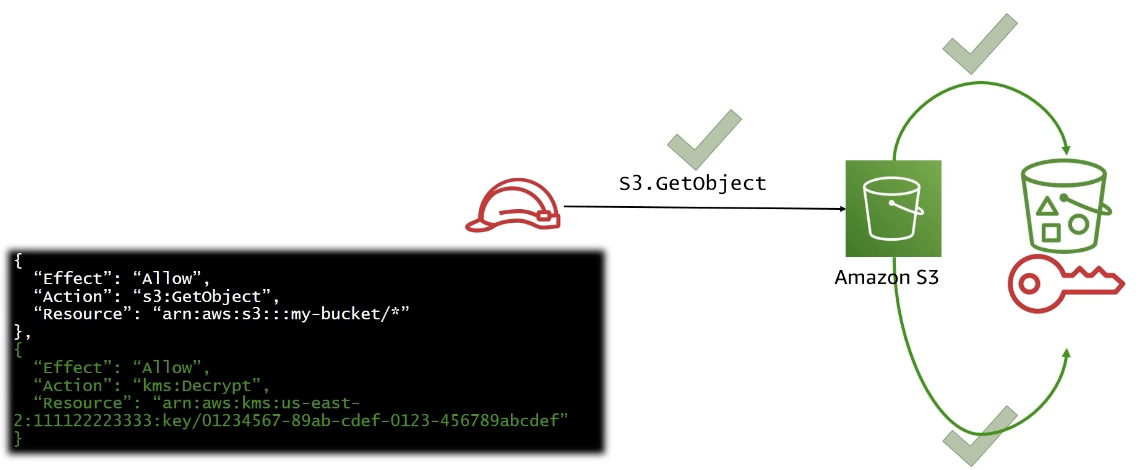 S3.GetObject
Amazon S3
{
“Effect”: “Allow”,
“Action”: “s3:GetObject”,
“Resource”: “arn:aws:s3:::my-bucket/*”
},
{
“Effect”: “Allow”,
“Action”: “kms:Decrypt”,
“Resource”: “arn:aws:kms:us-east-
2:111122223333:key/01234567-89ab-cdef-0123-456789abcdef”
}